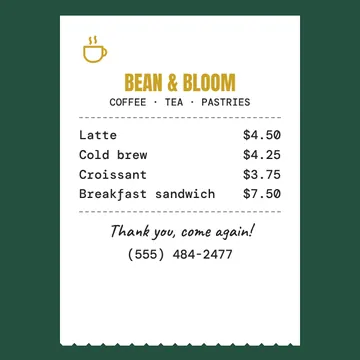 BEAN & BLOOM
COFFEE · TEA · PASTRIES
Latte $4.50
Cold brew $4.25
Croissant $3.75
Breakfast sandwich $7.50
Thank you, come again!
(555) 484-2477